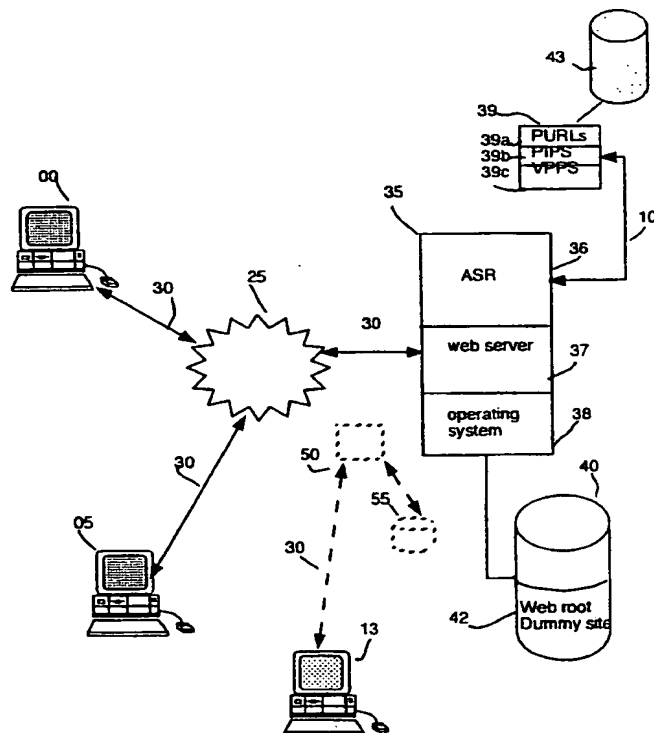 43
39
39a PURLs
39b PIPS
39c VPPS
00
35
10
36
ASR
25
30
30
web server
37
operating
system
38
50
30
55
40
05
30
Web root
42 Dummy site
13